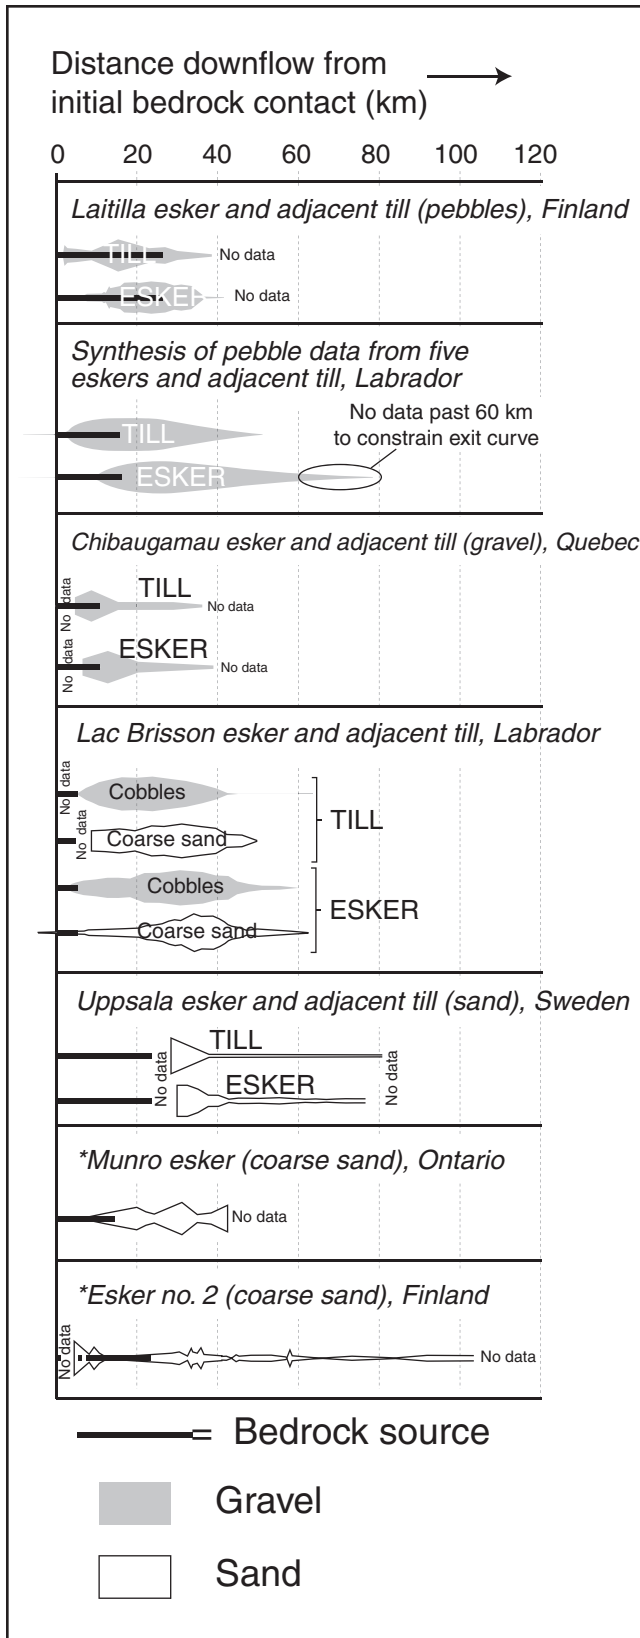 Distance downflow from
initial bedrock contact (km)
0 20 40 60 80 100 120
Laitilla esker and adjacent till (pebbles), Finland
TILL
No data
ESKER
No data
Synthesis of pebble data from five
eskers and adjacent till, Labrador
No data past 60 km
to constrain exit curve
TILL
ESKER
Chibaugamau esker and adjacent till (gravel), Quebec
No data
TILL
No data
No data
ESKER
No data
Lac Brisson esker and adjacent till, Labrador
No data
Cobbles
No data
Coarse sand
TILL
Cobbles
Coarse sand
ESKER
Uppsala esker and adjacent till (sand), Sweden
No data
TILL
ESKER
No data
*Munro esker (coarse sand), Ontario
No data
*Esker no. 2 (coarse sand), Finland
No data
No data
= Bedrock source
Gravel
Sand